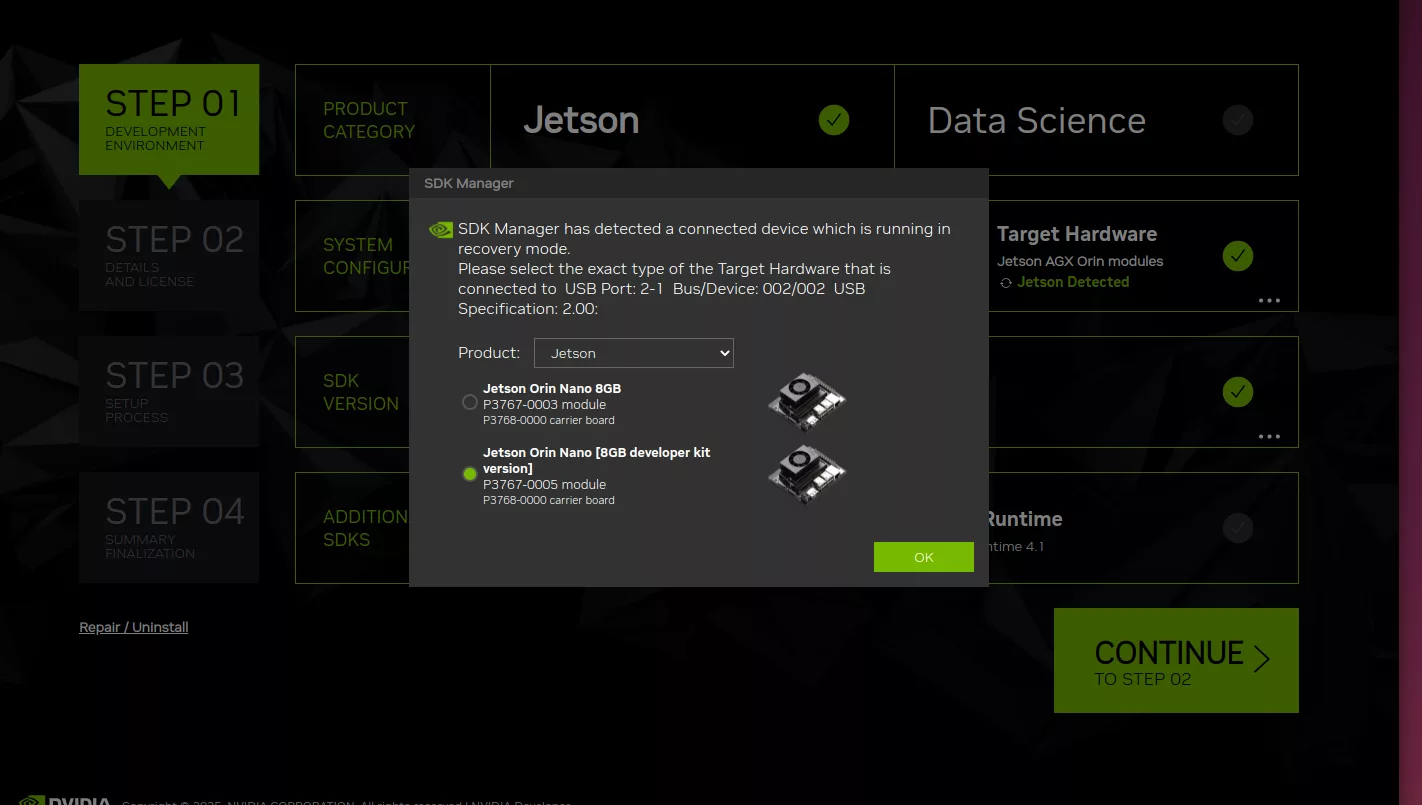 STEP 01
DEVELOPMENT
ENVIRONMENT
PRODUCT
CATEGORY
Jetson
Data Science
SDK Manager
SDK Manager has detected a connected device which is running in
recovery mode.
Please select the exact type of the Target Hardware that is
connected to  USB Port: 2-1  Bus/Device: 002/002  USB
Specification: 2.00:
Product:
Jetson
Jetson Orin Nano 8GB
P3767-0003 module
P3768-0000 carrier board
Jetson Orin Nano [8GB developer kit
version]
P3767-0005 module
P3768-0000 carrier board
OK
STEP 02
DETAILS
AND LICENSE
SYSTEM
CONFIGUR
Target Hardware
Jetson AGX Orin modules
Jetson Detected
...
STEP 03
SETUP
PROCESS
SDK
VERSION
...
STEP 04
SUMMARY
FINALIZATION
ADDITION
SDKS
Runtime
ntime 4.1
Repair / Uninstall
CONTINUE
TO STEP 02
NVIDIA
Copyright © 2025, NVIDIA CORPORATION. All rights reserved | NVIDIA Developer